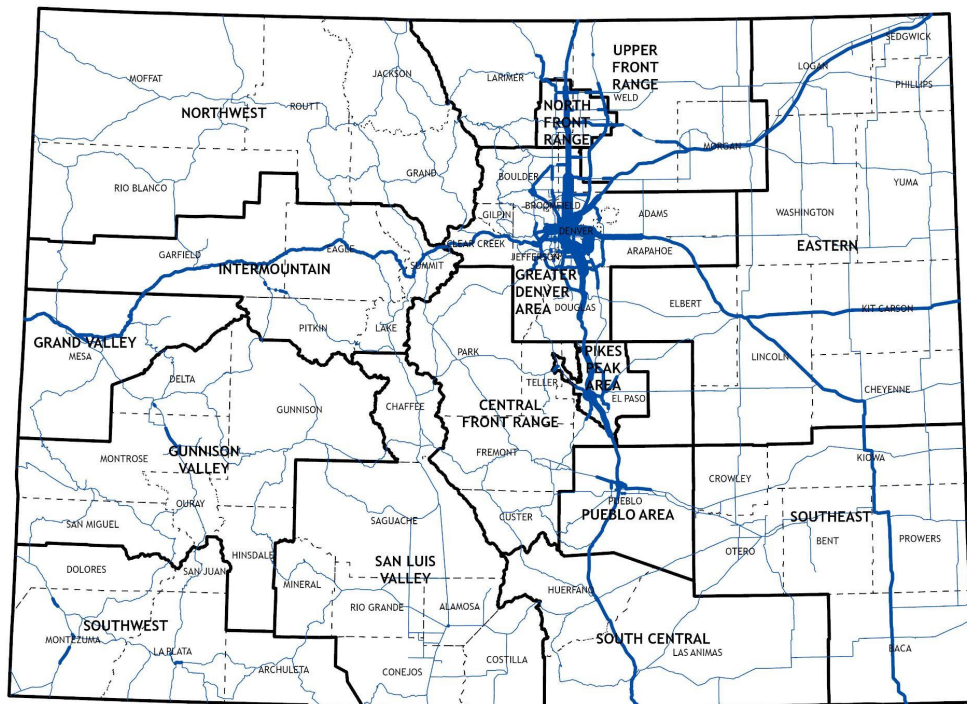 UPPER
FRONT
RANGE
SEDGWICK
LOGAN
PHILLIPS
JACKSON
LARIMER
MOFFAT
WELD
ROUTT
NORTHWEST
NORTH
FRONT
RANGE
MORGAN
GRAND
BOULDER
RIO BLANCO
YUMA
BROOMFIELD
GILPIN
ADAMS
WASHINGTON
DENVER
CLEAR CREEK
EAGLE
GARFIELD
JEFFERSON
ARAPAHOE
EASTERN
SUMMIT
INTERMOUNTAIN
GREATER
DENVER
AREA
DOUGLAS
ELBERT
KIT CARSON
PITKIN
LAKE
GRAND VALLEY
MESA
PARK
PIKES
PEAK
AREA
LINCOLN
DELTA
TELLER
CHEYENNE
EL PASO
GUNNISON
CHAFFEE
CENTRAL
FRONT RANGE
MONTROSE
GUNNISON
VALLEY
FREMONT
KIOWA
CROWLEY
OURAY
PUEBLO
PUEBLO AREA
SAN MIGUEL
SAGUACHE
CUSTER
SOUTHEAST
BENT
PROWERS
OTERO
HINSDALE
DOLORES
SAN JUAN
SAN LUIS
VALLEY
MINERAL
HUERFANO
RIO GRANDE
ALAMOSA
SOUTHWEST
MONTEZUMA
SOUTH CENTRAL
LA PLATA
LAS ANIMAS
BACA
COSTILLA
ARCHULETA
CONEJOS